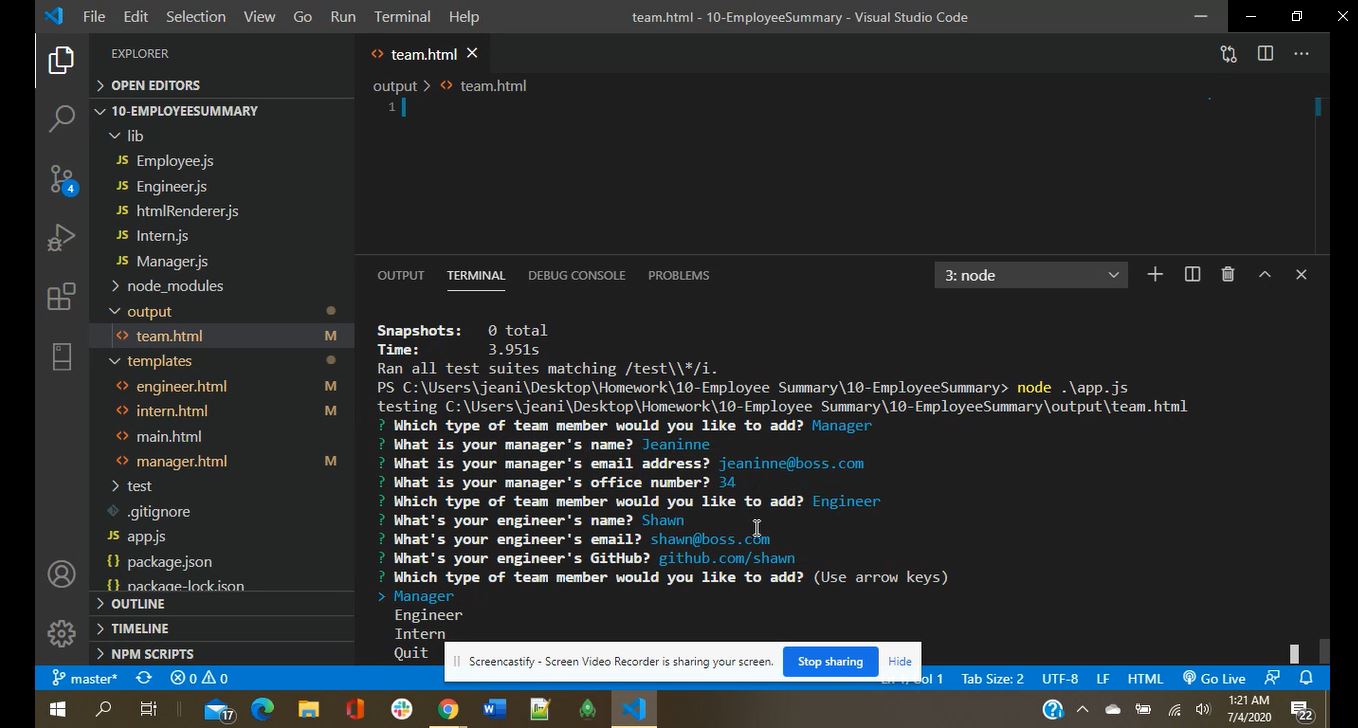 File Edit Selection View Go Run Terminal Help team.html - 10-EmployeeSummary - Visual Studio Code
EXPLORER
OPEN EDITORS
10-EMPLOYEESUMMARY
lib
JS Employee.js
JS Engineer.js
JS htmlRenderer.js
JS Intern.js
JS Manager.js
node_modules
output
<> team.html M
templates
<> engineer.html M
<> intern.html M
<> main.html
<> manager.html M
test
.gitignore
JS app.js
{} package.json
{} package-lock.json
OUTLINE
TIMELINE
NPM SCRIPTS
4
<> team.html
output > <> team.html
1
OUTPUT TERMINAL DEBUG CONSOLE PROBLEMS 3: node
Snapshots: 0 total
Time: 3.951s
Ran all test suites matching /test\\*/i.
PS C:\Users\jeani\Desktop\Homework\10-Employee Summary\10-EmployeeSummary> node .\app.js
testing C:\Users\jeani\Desktop\Homework\10-Employee Summary\10-EmployeeSummary\output\team.html
? Which type of team member would you like to add? Manager
? What is your manager's name? Jeaninne
? What is your manager's email address? jeaninne@boss.com
? What is your manager's office number? 34
? Which type of team member would you like to add? Engineer
? What's your engineer's name? Shawn
? What's your engineer's email? shawn@boss.com
? What's your engineer's GitHub? github.com/shawn
? Which type of team member would you like to add? (Use arrow keys)
> Manager
Engineer
Intern
Quit
Screencastify - Screen Video Recorder is sharing your screen. Stop sharing Hide
master* 0 0 Ln 1, Col 1 Tab Size: 2 UTF-8 LF HTML Go Live
17
1:21 AM
7/4/2020
22